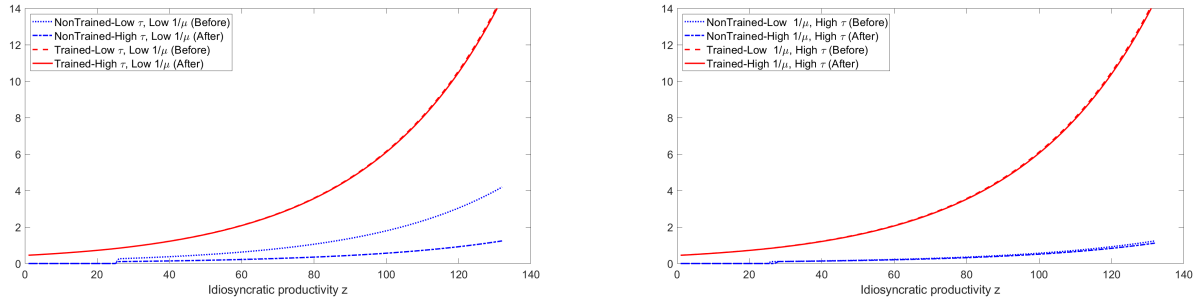 14
12
10
8
6
4
2
0
NonTrained-Low τ, Low 1/μ (Before)
NonTrained-High τ, Low 1/μ (After)
Trained-Low τ, Low 1/μ (Before)
Trained-High τ, Low 1/μ (After)
0 20 40 60 80 100 120 140
Idiosyncratic productivity z
14
12
10
8
6
4
2
0
NonTrained-Low 1/μ, High τ (Before)
NonTrained-High 1/μ, High τ (After)
Trained-Low 1/μ, High τ (Before)
Trained-High 1/μ, High τ (After)
0 20 40 60 80 100 120 140
Idiosyncratic productivity z